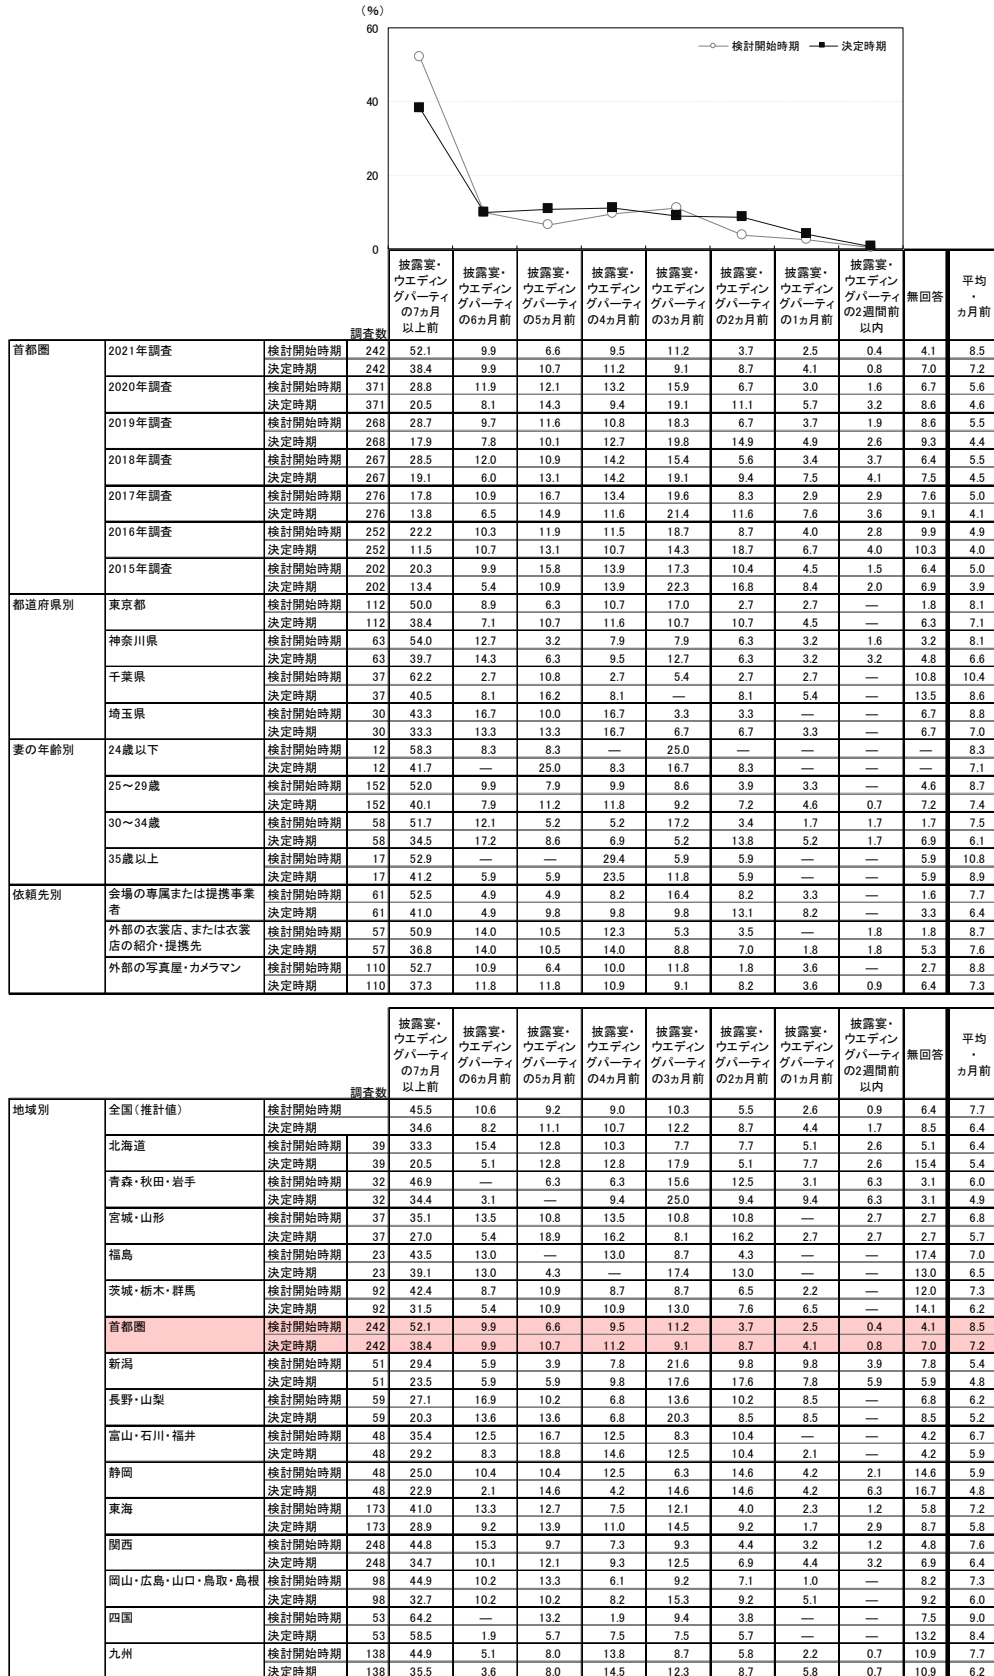 （%）
60
40
20
0
検討開始時期 決定時期
調査数 披露宴・ウエディングパーティの7ヵ月以上前 披露宴・ウエディングパーティの6ヵ月前 披露宴・ウエディングパーティの5ヵ月前 披露宴・ウエディングパーティの4ヵ月前 披露宴・ウエディングパーティの3ヵ月前 披露宴・ウエディングパーティの2ヵ月前 披露宴・ウエディングパーティの1ヵ月前 披露宴・ウエディングパーティの2週間前以内 無回答 平均・ヵ月前
首都圏 2021年調査 検討開始時期 242 52.1 9.9 6.6 9.5 11.2 3.7 2.5 0.4 4.1 8.5
決定時期 242 38.4 9.9 10.7 11.2 9.1 8.7 4.1 0.8 7.0 7.2
2020年調査 検討開始時期 371 28.8 11.9 12.1 13.2 15.9 6.7 3.0 1.6 6.7 5.6
決定時期 371 20.5 8.1 14.3 9.4 19.1 11.1 5.7 3.2 8.6 4.6
2019年調査 検討開始時期 268 28.7 9.7 11.6 10.8 18.3 6.7 3.7 1.9 8.6 5.5
決定時期 268 17.9 7.8 10.1 12.7 19.8 14.9 4.9 2.6 9.3 4.4
2018年調査 検討開始時期 267 28.5 12.0 10.9 14.2 15.4 5.6 3.4 3.7 6.4 5.5
決定時期 267 19.1 6.0 13.1 14.2 19.1 9.4 7.5 4.1 7.5 4.5
2017年調査 検討開始時期 276 17.8 10.9 16.7 13.4 19.6 8.3 2.9 2.9 7.6 5.0
決定時期 276 13.8 6.5 14.9 11.6 21.4 11.6 7.6 3.6 9.1 4.1
2016年調査 検討開始時期 252 22.2 10.3 11.9 11.5 18.7 8.7 4.0 2.8 9.9 4.9
決定時期 252 11.5 10.7 13.1 10.7 14.3 18.7 6.7 4.0 10.3 4.0
2015年調査 検討開始時期 202 20.3 9.9 15.8 13.9 17.3 10.4 4.5 1.5 6.4 5.0
決定時期 202 13.4 5.4 10.9 13.9 22.3 16.8 8.4 2.0 6.9 3.9
都道府県別 東京都 検討開始時期 112 50.0 8.9 6.3 10.7 17.0 2.7 2.7 — 1.8 8.1
決定時期 112 38.4 7.1 10.7 11.6 10.7 10.7 4.5 — 6.3 7.1
神奈川県 検討開始時期 63 54.0 12.7 3.2 7.9 7.9 6.3 3.2 1.6 3.2 8.1
決定時期 63 39.7 14.3 6.3 9.5 12.7 6.3 3.2 3.2 4.8 6.6
千葉県 検討開始時期 37 62.2 2.7 10.8 2.7 5.4 2.7 2.7 — 10.8 10.4
決定時期 37 40.5 8.1 16.2 8.1 — 8.1 5.4 — 13.5 8.6
埼玉県 検討開始時期 30 43.3 16.7 10.0 16.7 3.3 3.3 — — 6.7 8.8
決定時期 30 33.3 13.3 13.3 16.7 6.7 6.7 3.3 — 6.7 7.0
妻の年齢別 24歳以下 検討開始時期 12 58.3 8.3 8.3 — 25.0 — — — — 8.3
決定時期 12 41.7 — 25.0 8.3 16.7 8.3 — — — 7.1
25～29歳 検討開始時期 152 52.0 9.9 7.9 9.9 8.6 3.9 3.3 — 4.6 8.7
決定時期 152 40.1 7.9 11.2 11.8 9.2 7.2 4.6 0.7 7.2 7.4
30～34歳 検討開始時期 58 51.7 12.1 5.2 5.2 17.2 3.4 1.7 1.7 1.7 7.5
決定時期 58 34.5 17.2 8.6 6.9 5.2 13.8 5.2 1.7 6.9 6.1
35歳以上 検討開始時期 17 52.9 — — 29.4 5.9 5.9 — — 5.9 10.8
決定時期 17 41.2 5.9 5.9 23.5 11.8 5.9 — — 5.9 8.9
依頼先別 会場の専属または提携事業者 検討開始時期 61 52.5 4.9 4.9 8.2 16.4 8.2 3.3 — 1.6 7.7
決定時期 61 41.0 4.9 9.8 9.8 9.8 13.1 8.2 — 3.3 6.4
外部の衣裳店、または衣裳店の紹介・提携先 検討開始時期 57 50.9 14.0 10.5 12.3 5.3 3.5 — 1.8 1.8 8.7
決定時期 57 36.8 14.0 10.5 14.0 8.8 7.0 1.8 1.8 5.3 7.6
外部の写真屋・カメラマン 検討開始時期 110 52.7 10.9 6.4 10.0 11.8 1.8 3.6 — 2.7 8.8
決定時期 110 37.3 11.8 11.8 10.9 9.1 8.2 3.6 0.9 6.4 7.3
調査数 披露宴・ウエディングパーティの7ヵ月以上前 披露宴・ウエディングパーティの6ヵ月前 披露宴・ウエディングパーティの5ヵ月前 披露宴・ウエディングパーティの4ヵ月前 披露宴・ウエディングパーティの3ヵ月前 披露宴・ウエディングパーティの2ヵ月前 披露宴・ウエディングパーティの1ヵ月前 披露宴・ウエディングパーティの2週間前以内 無回答 平均・ヵ月前
地域別 全国（推計値） 検討開始時期 45.5 10.6 9.2 9.0 10.3 5.5 2.6 0.9 6.4 7.7
決定時期 34.6 8.2 11.1 10.7 12.2 8.7 4.4 1.7 8.5 6.4
北海道 検討開始時期 39 33.3 15.4 12.8 10.3 7.7 7.7 5.1 2.6 5.1 6.4
決定時期 39 20.5 5.1 12.8 12.8 17.9 5.1 7.7 2.6 15.4 5.4
青森・秋田・岩手 検討開始時期 32 46.9 — 6.3 6.3 15.6 12.5 3.1 6.3 3.1 6.0
決定時期 32 34.4 3.1 — 9.4 25.0 9.4 9.4 6.3 3.1 4.9
宮城・山形 検討開始時期 37 35.1 13.5 10.8 13.5 10.8 10.8 — 2.7 2.7 6.8
決定時期 37 27.0 5.4 18.9 16.2 8.1 16.2 2.7 2.7 2.7 5.7
福島 検討開始時期 23 43.5 13.0 — 13.0 8.7 4.3 — — 17.4 7.0
決定時期 23 39.1 13.0 4.3 — 17.4 13.0 — — 13.0 6.5
茨城・栃木・群馬 検討開始時期 92 42.4 8.7 10.9 8.7 8.7 6.5 2.2 — 12.0 7.3
決定時期 92 31.5 5.4 10.9 10.9 13.0 7.6 6.5 — 14.1 6.2
首都圏 検討開始時期 242 52.1 9.9 6.6 9.5 11.2 3.7 2.5 0.4 4.1 8.5
決定時期 242 38.4 9.9 10.7 11.2 9.1 8.7 4.1 0.8 7.0 7.2
新潟 検討開始時期 51 29.4 5.9 3.9 7.8 21.6 9.8 9.8 3.9 7.8 5.4
決定時期 51 23.5 5.9 5.9 9.8 17.6 17.6 7.8 5.9 5.9 4.8
長野・山梨 検討開始時期 59 27.1 16.9 10.2 6.8 13.6 10.2 8.5 — 6.8 6.2
決定時期 59 20.3 13.6 13.6 6.8 20.3 8.5 8.5 — 8.5 5.2
富山・石川・福井 検討開始時期 48 35.4 12.5 16.7 12.5 8.3 10.4 — — 4.2 6.7
決定時期 48 29.2 8.3 18.8 14.6 12.5 10.4 2.1 — 4.2 5.9
静岡 検討開始時期 48 25.0 10.4 10.4 12.5 6.3 14.6 4.2 2.1 14.6 5.9
決定時期 48 22.9 2.1 14.6 4.2 14.6 14.6 4.2 6.3 16.7 4.8
東海 検討開始時期 173 41.0 13.3 12.7 7.5 12.1 4.0 2.3 1.2 5.8 7.2
決定時期 173 28.9 9.2 13.9 11.0 14.5 9.2 1.7 2.9 8.7 5.8
関西 検討開始時期 248 44.8 15.3 9.7 7.3 9.3 4.4 3.2 1.2 4.8 7.6
決定時期 248 34.7 10.1 12.1 9.3 12.5 6.9 4.4 3.2 6.9 6.4
岡山・広島・山口・鳥取・島根 検討開始時期 98 44.9 10.2 13.3 6.1 9.2 7.1 1.0 — 8.2 7.3
決定時期 98 32.7 10.2 10.2 8.2 15.3 9.2 5.1 — 9.2 6.0
四国 検討開始時期 53 64.2 — 13.2 1.9 9.4 3.8 — — 7.5 9.0
決定時期 53 58.5 1.9 5.7 7.5 7.5 5.7 — — 13.2 8.4
九州 検討開始時期 138 44.9 5.1 8.0 13.8 8.7 5.8 2.2 0.7 10.9 7.7
決定時期 138 35.5 3.6 8.0 14.5 12.3 8.7 5.8 0.7 10.9 6.2